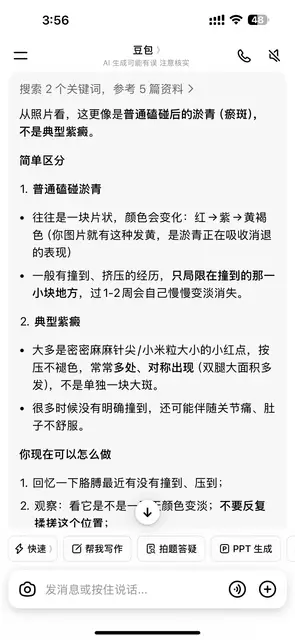 3:56
48
豆包 〉
AI 生成可能有误 注意核实
搜索 2 个关键词，参考 5 篇资料 〉
从照片看，这更像是普通磕碰后的淤青（瘀斑），
不是典型紫癜。
简单区分
1. 普通磕碰淤青
• 往往是一块片状，颜色会变化：红→紫→黄褐
色（你图片就有这种发黄，是淤青正在吸收消退
的表现）
• 一般有撞到、挤压的经历，只局限在撞到的那一
小块地方，过 1-2 周会自己慢慢变淡消失。
2. 典型紫癜
• 大多是密密麻麻针尖/小米粒大小的小红点，按
压不褪色，常常多处、对称出现（双腿大面积多
发），不是单独一块大斑。
• 很多时候没有明确撞到，还可能伴随关节痛、肚
子不舒服。
你现在可以怎么做
1. 回忆一下胳膊最近有没有撞到、压到；
2. 观察：看它是不是一 颜色变淡；不要反复
揉搓这个位置；
快速 〉 帮我写作 拍题答疑 PPT 生成
发消息或按住说话...